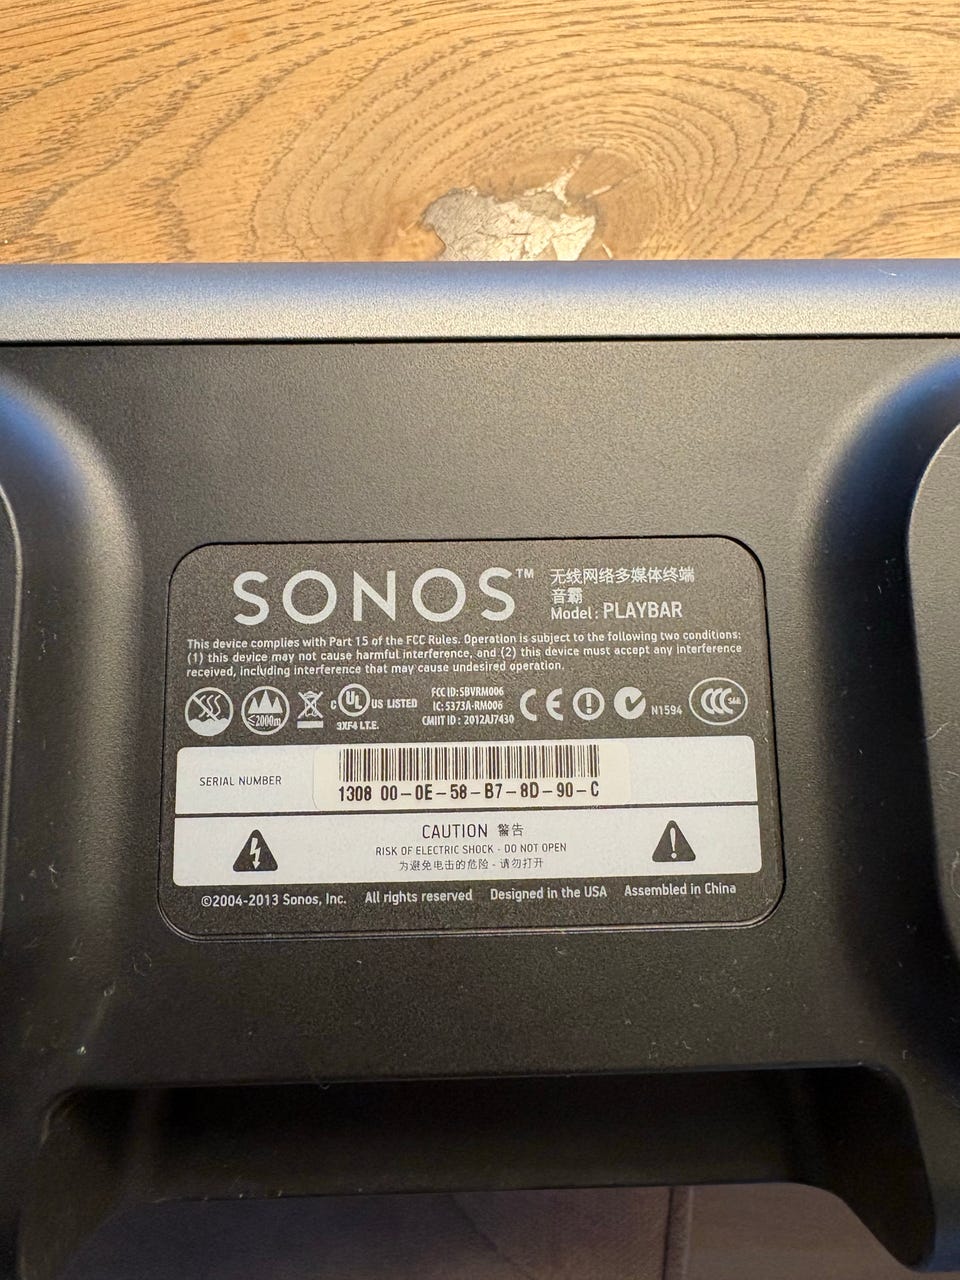 SONOS™
无线网络多媒体终端
音霸
Model: PLAYBAR
This device complies with Part 15 of the FCC Rules. Operation is subject to the following two conditions:
(1) this device may not cause harmful interference, and (2) this device must accept any interference
received, including interference that may cause undesired operation.
≤2000m
C UL US LISTED
3XF4 I.T.E.
FCC ID: SBVRM006
IC: 5373A-RM006
CMIIT ID: 2012AJ7430
CE
N1594
CCC S&E
SERIAL NUMBER
1308 00-0E-58-B7-8D-90-C
CAUTION 警告
RISK OF ELECTRIC SHOCK - DO NOT OPEN
为避免电击的危险 - 请勿打开
©2004-2013 Sonos, Inc. All rights reserved Designed in the USA Assembled in China